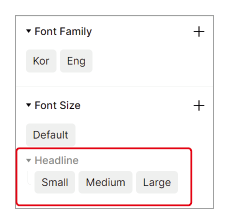 Font Family
Kor Eng
Font Size
Default
Headline
Small Medium Large